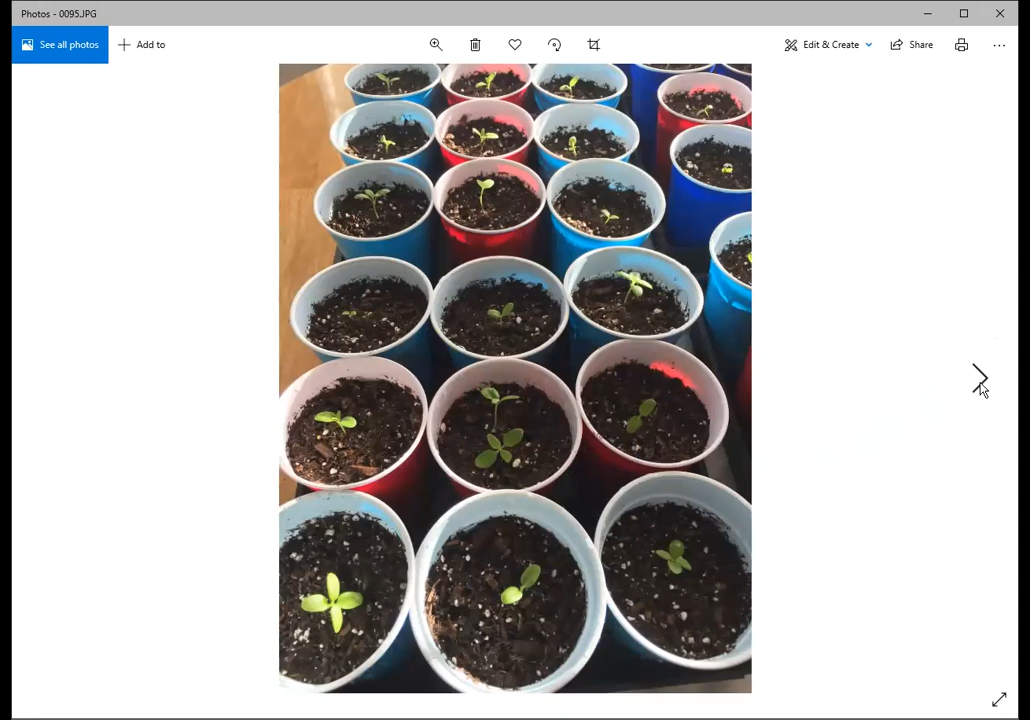 Photos - 0095.JPG
See all photos
Add to
Edit & Create
Share